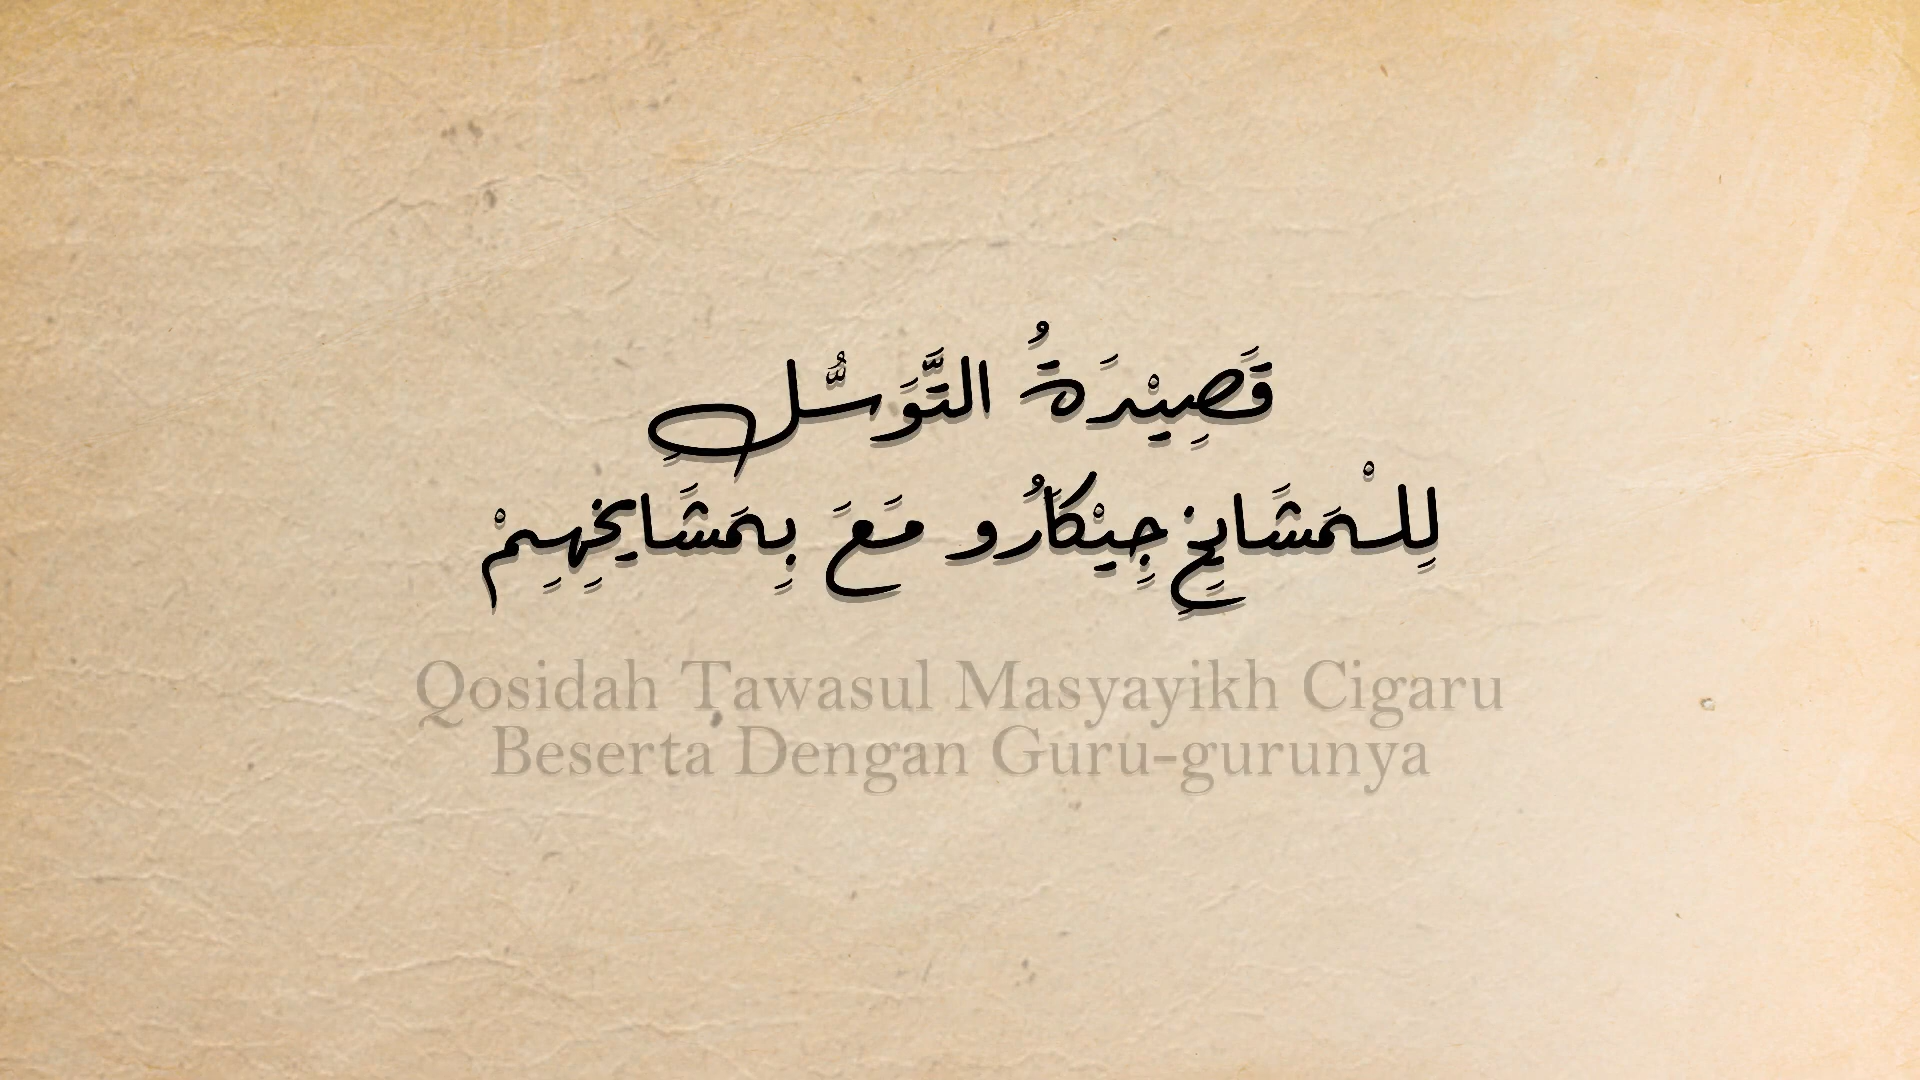 قَصِيْرَةُ التَّوَسُّلِ
لِلْمَشَايِخِ جِيْكَارُو مَعَ بِمَشَايِخِهِمْ
Qosidah Tawasul Masyayikh Cigaru
Beserta Dengan Guru-gurunya